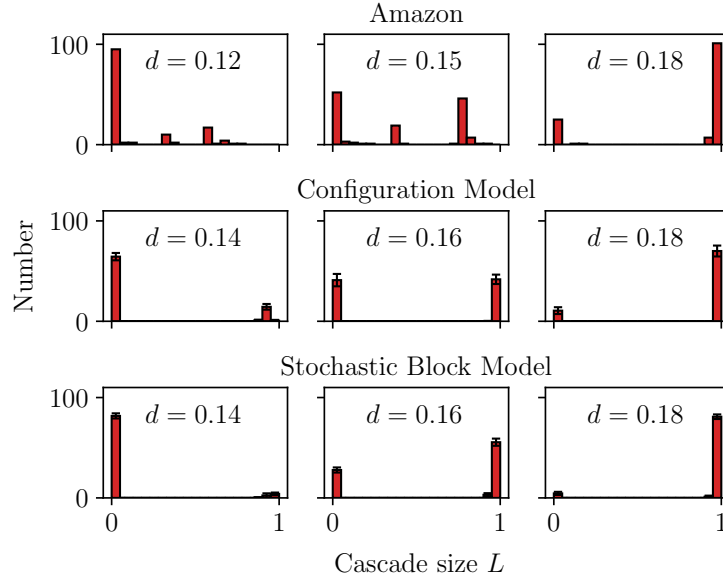 Amazon
100
0
d = 0.12
d = 0.15
d = 0.18
Configuration Model
100
0
d = 0.14
d = 0.16
d = 0.18
Number
Stochastic Block Model
100
0
d = 0.14
d = 0.16
d = 0.18
0 1 0 1 0 1
Cascade size L